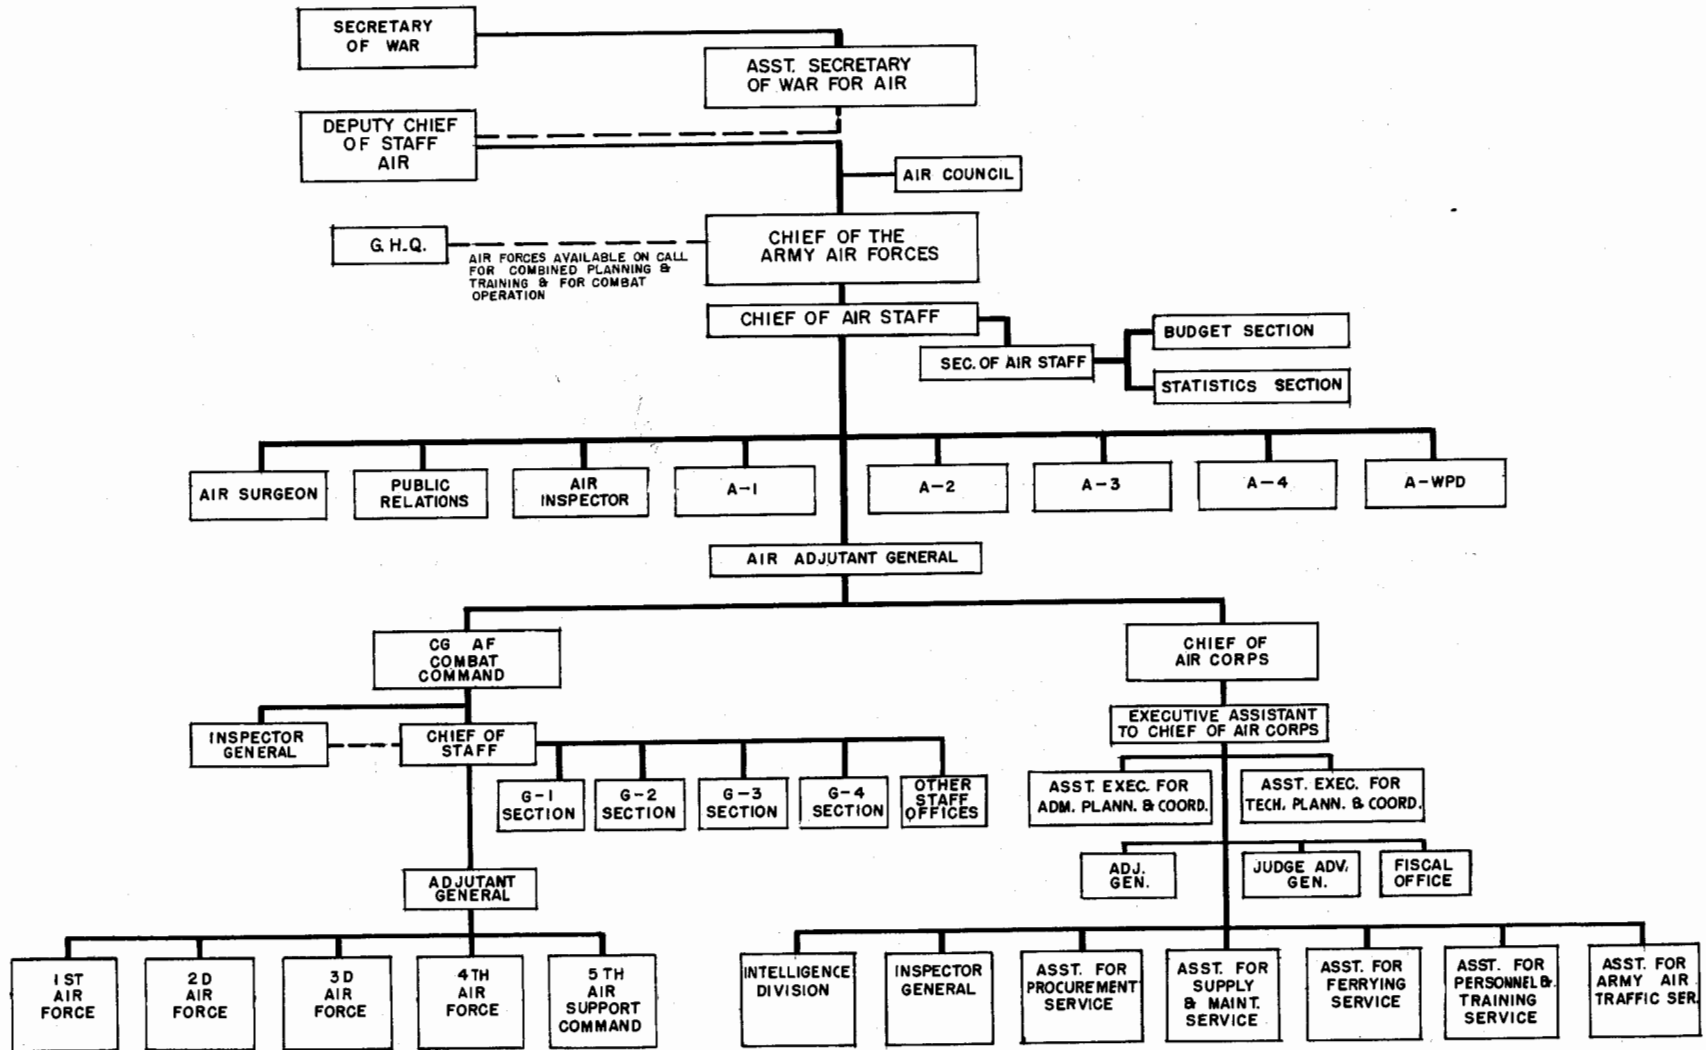 SECRETARY
OF WAR
ASST. SECRETARY
OF WAR FOR AIR
DEPUTY CHIEF
OF STAFF
AIR
AIR COUNCIL
G.H.Q.
AIR FORCES AVAILABLE ON CALL
FOR COMBINED PLANNING &
TRAINING & FOR COMBAT
OPERATION
CHIEF OF THE
ARMY AIR FORCES
CHIEF OF AIR STAFF
SEC. OF AIR STAFF
BUDGET SECTION
STATISTICS SECTION
AIR SURGEON
PUBLIC
RELATIONS
AIR
INSPECTOR
A-1
A-2
A-3
A-4
A-WPD
AIR ADJUTANT GENERAL
CG AF
COMBAT
COMMAND
CHIEF OF
AIR CORPS
INSPECTOR
GENERAL
CHIEF OF
STAFF
EXECUTIVE ASSISTANT
TO CHIEF OF AIR CORPS
G-1
SECTION
G-2
SECTION
G-3
SECTION
G-4
SECTION
OTHER
STAFF
OFFICES
ASST. EXEC. FOR
ADM. PLANN. & COORD.
ASST. EXEC. FOR
TECH. PLANN. & COORD.
ADJ.
GEN.
JUDGE ADV.
GEN.
FISCAL
OFFICE
ADJUTANT
GENERAL
1ST
AIR
FORCE
2D
AIR
FORCE
3D
AIR
FORCE
4TH
AIR
FORCE
5TH
AIR
SUPPORT
COMMAND
INTELLIGENCE
DIVISION
INSPECTOR
GENERAL
ASST. FOR
PROCUREMENT
SERVICE
ASST. FOR
SUPPLY
& MAINT.
SERVICE
ASST. FOR
FERRYING
SERVICE
ASST. FOR
PERSONNEL &
TRAINING
SERVICE
ASST. FOR
ARMY AIR
TRAFFIC SER.